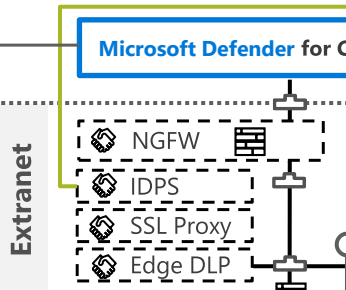 Microsoft Defender for
NGFW
IDPS
SSL Proxy
Edge DLP
Extranet